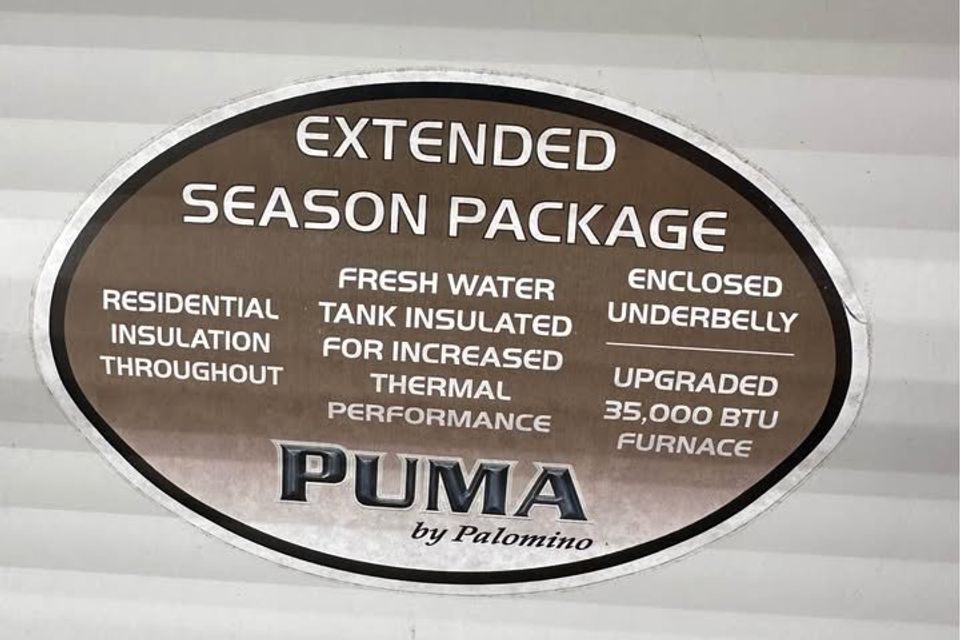 EXTENDED
SEASON PACKAGE
RESIDENTIAL
INSULATION
THROUGHOUT
FRESH WATER
TANK INSULATED
FOR INCREASED
THERMAL
PERFORMANCE
ENCLOSED
UNDERBELLY
UPGRADED
35,000 BTU
FURNACE
PUMA
by Palomino